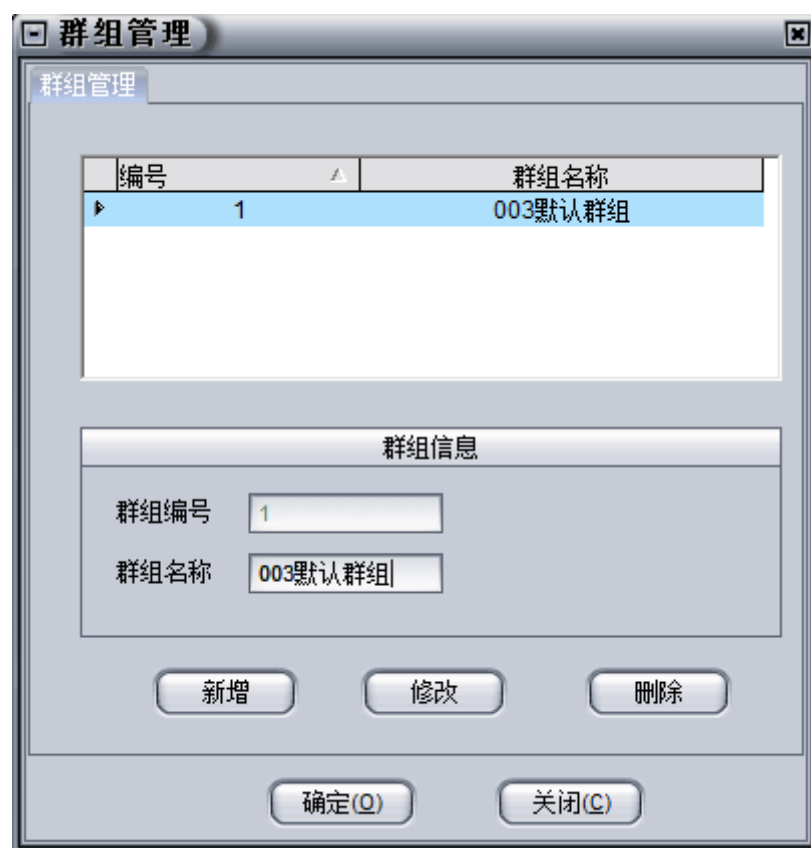 群组管理
群组管理
编号 群组名称
1 003默认群组
群组信息
群组编号 1
群组名称 003默认群组
新增 修改 删除
确定(O) 关闭(C)